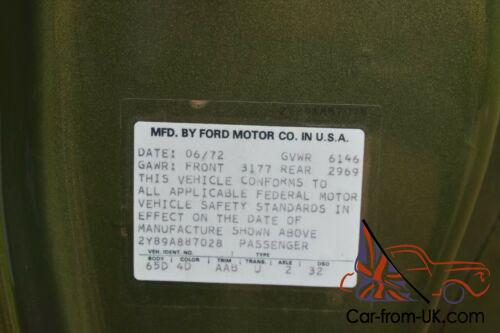 MFD. BY FORD MOTOR CO. IN U.S.A.
DATE: 06/72 GVWR 6146
GAWR: FRONT 3177 REAR 2969
THIS VEHICLE CONFORMS TO
ALL APPLICABLE FEDERAL MOTOR
VEHICLE SAFETY STANDARDS IN
EFFECT ON THE DATE OF
MANUFACTURE SHOWN ABOVE
2Y89A887028 PASSENGER
VEH. IDENT NO. TYPE
BODY COLOR TRIM TRANS. AXLE DSO
65D 4D AAB U 2 32
Car-from-UK.com